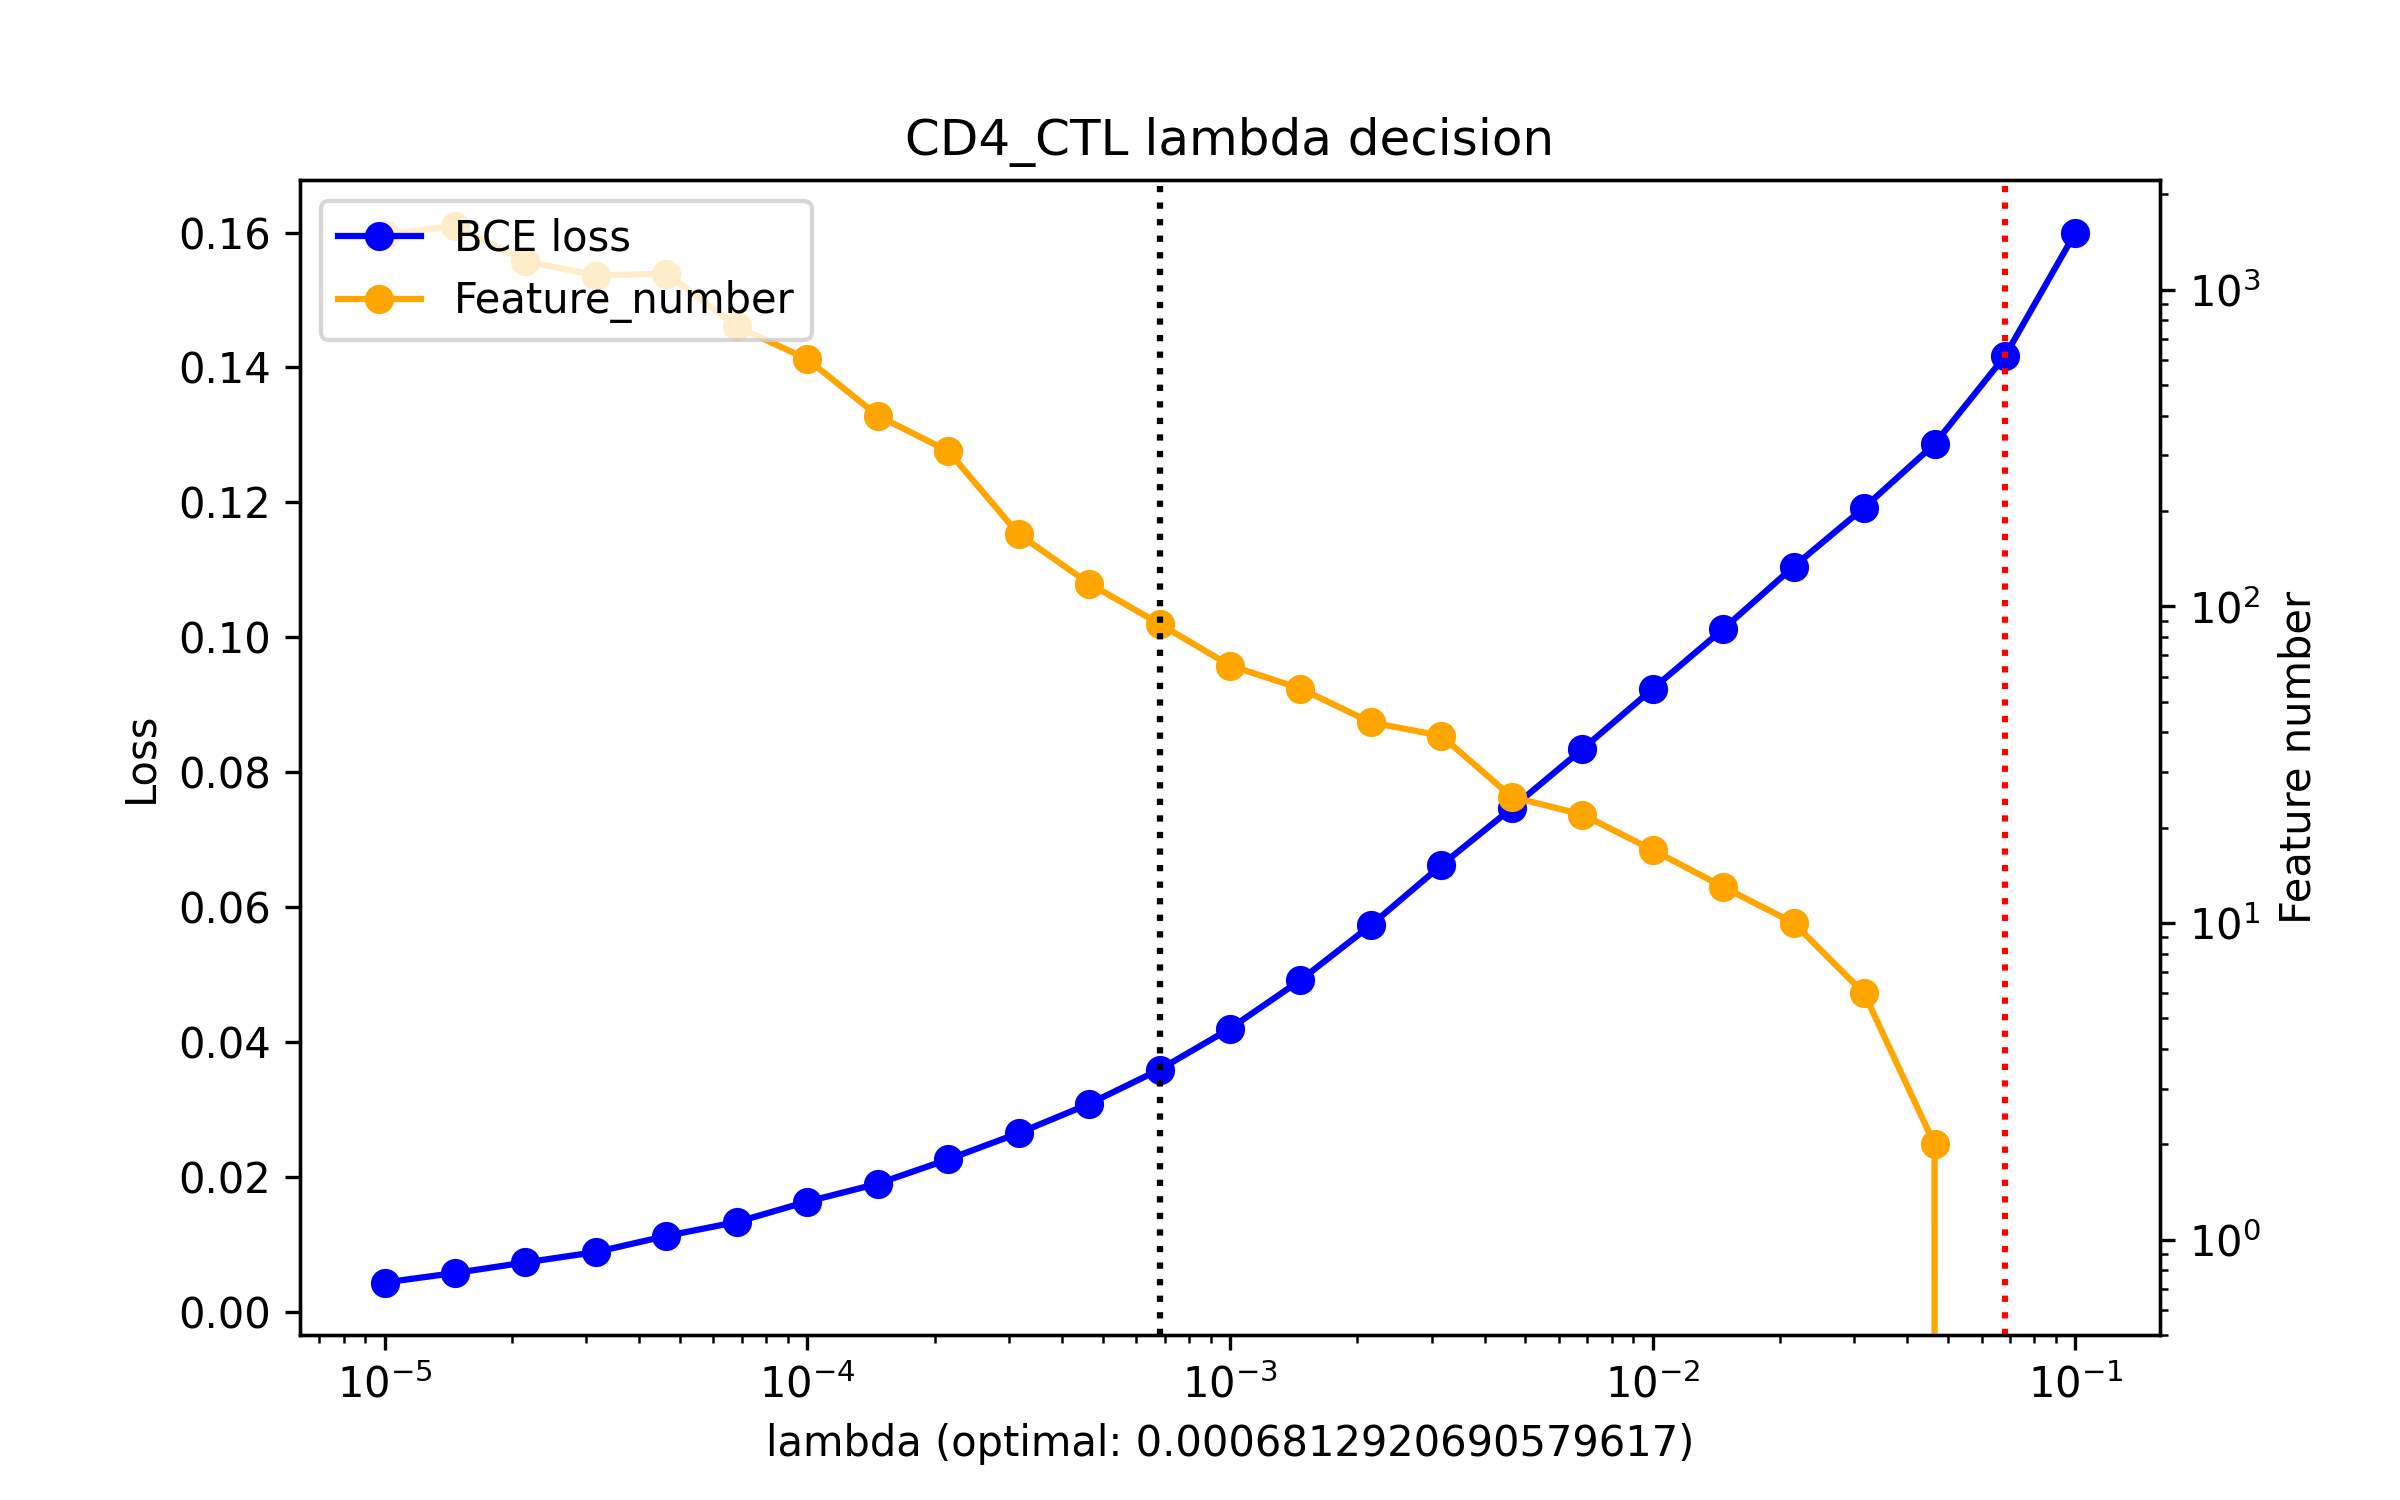 CD4_CTL lambda decision
BCE loss
Feature_number
0.16
0.14
0.12
0.10
0.08
0.06
0.04
0.02
0.00
Loss
10³
10²
10¹
10⁰
Feature number
10⁻⁵ 10⁻⁴ 10⁻³ 10⁻² 10⁻¹
lambda (optimal: 0.0006812920690579617)